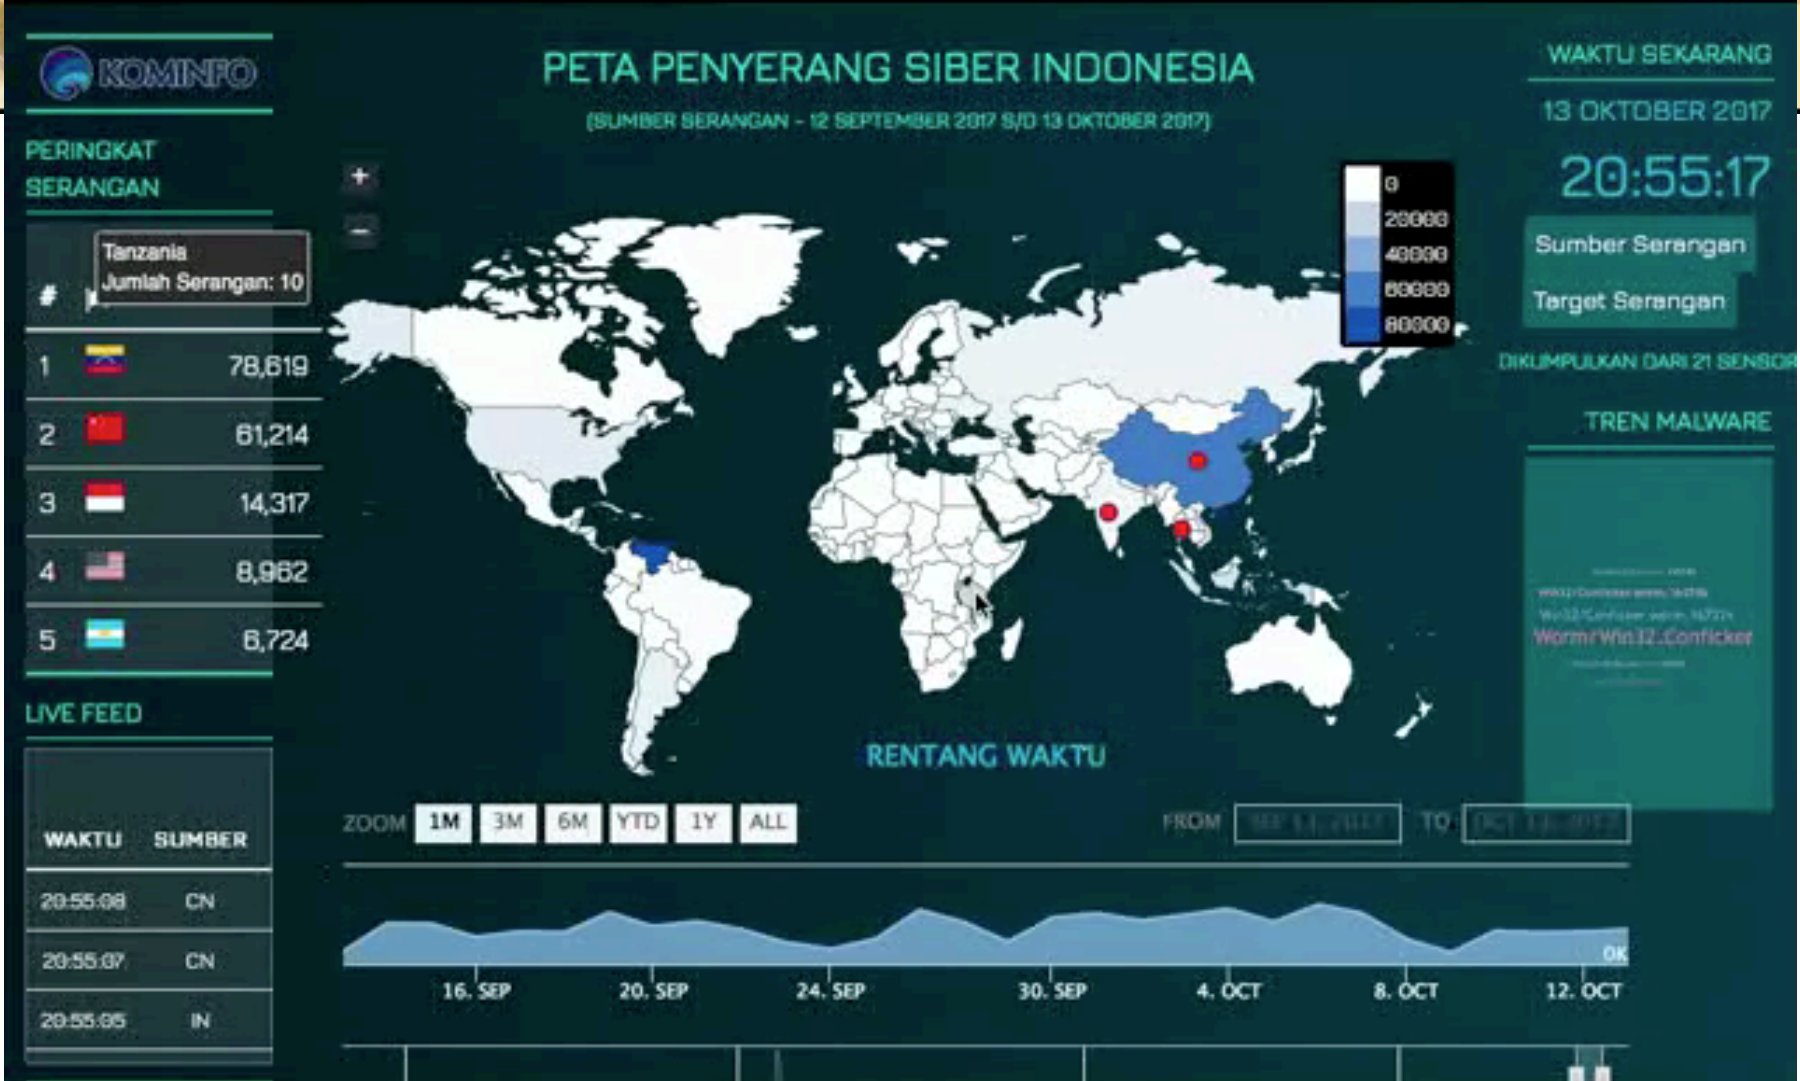 KOMINFO
PETA PENYERANG SIBER INDONESIA
(SUMBER SERANGAN - 12 SEPTEMBER 2017 S/D 13 OKTOBER 2017)
WAKTU SEKARANG
13 OKTOBER 2017
20:55:17
Sumber Serangan
Target Serangan
DIKUMPULKAN DARI 21 SENSOR
TREN MALWARE
Worm:Win32.Conficker
PERINGKAT
SERANGAN
Tanzania
Jumlah Serangan: 10
#
1 78,619
2 61,214
3 14,317
4 8,962
5 6,724
LIVE FEED
WAKTU SUMBER
20:55:08 CN
20:55:07 CN
20:55:05 IN
+
−
0
20000
40000
60000
80000
RENTANG WAKTU
ZOOM 1M 3M 6M YTD 1Y ALL
FROM TO
0K
16. SEP 20. SEP 24. SEP 30. SEP 4. OCT 8. OCT 12. OCT